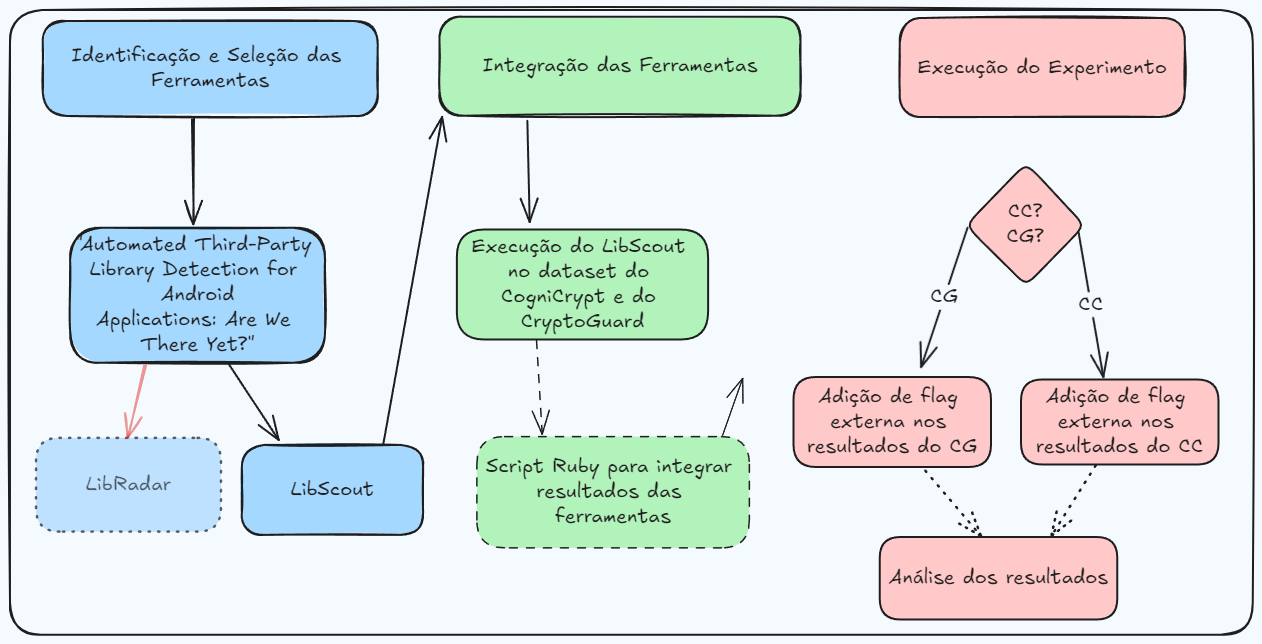 Identificação e Seleção das
Ferramentas
"Automated Third-Party
Library Detection for
Android
Applications: Are We
There Yet?"
LibRadar
LibScout
Integração das Ferramentas
Execução do LibScout
no dataset do
CogniCrypt e do
CryptoGuard
Script Ruby para integrar
resultados das
ferramentas
Execução do Experimento
CC?
CG?
CG
CC
Adição de flag
externa nos
resultados do CG
Adição de flag
externa nos
resultados do CC
Análise dos resultados